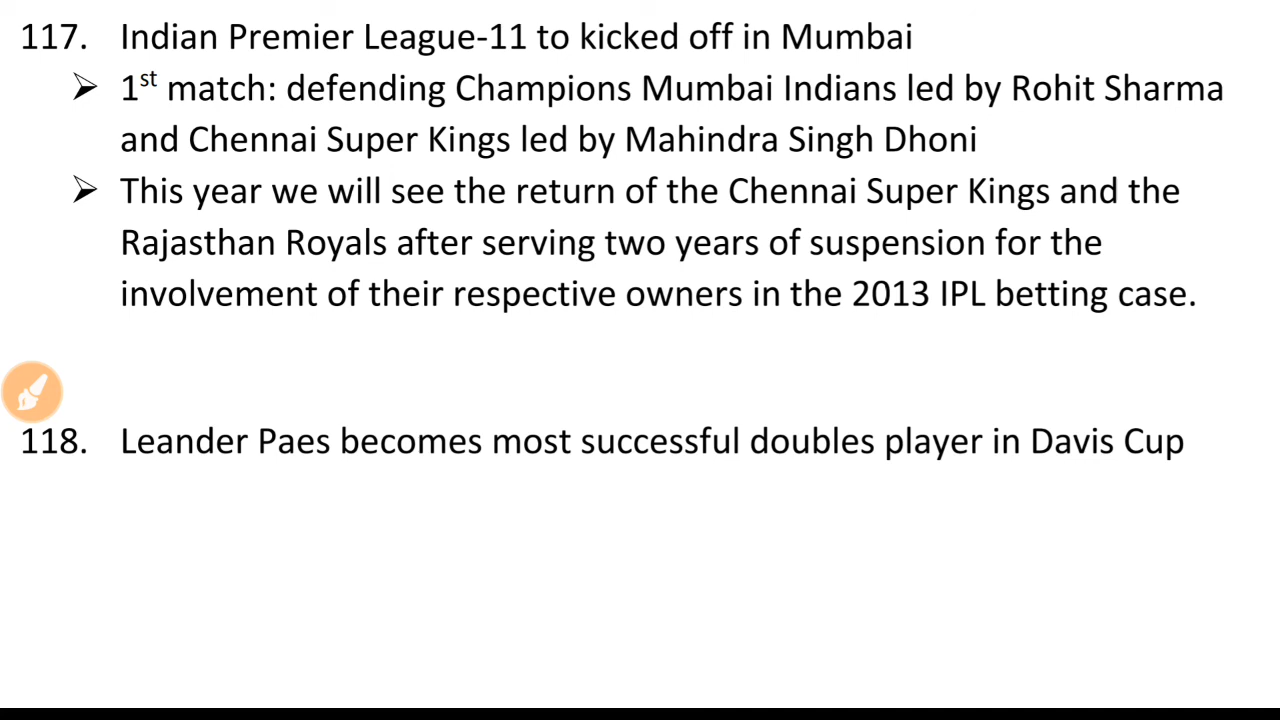 117. Indian Premier League-11 to kicked off in Mumbai
➢ 1st match: defending Champions Mumbai Indians led by Rohit Sharma
and Chennai Super Kings led by Mahindra Singh Dhoni
➢ This year we will see the return of the Chennai Super Kings and the
Rajasthan Royals after serving two years of suspension for the
involvement of their respective owners in the 2013 IPL betting case.
118. Leander Paes becomes most successful doubles player in Davis Cup